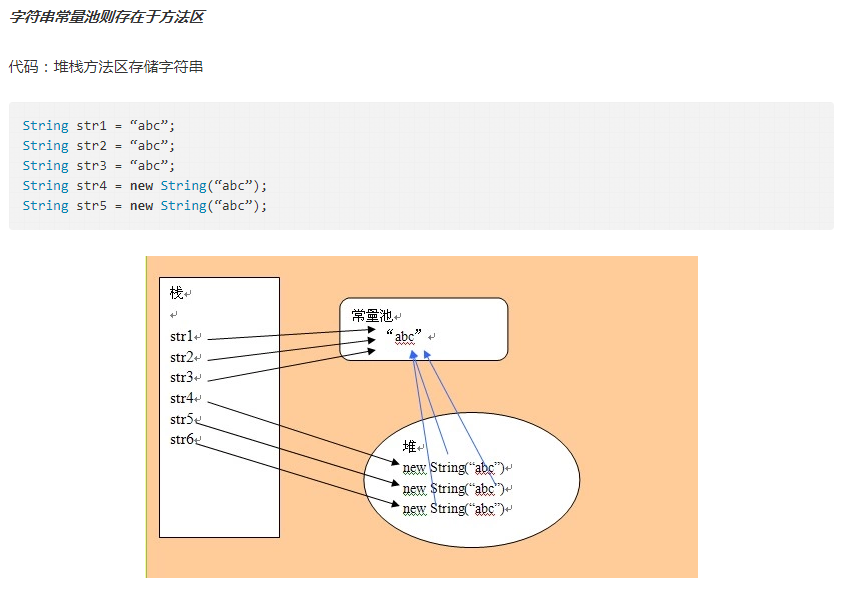 字符串常量池则存在于方法区
代码：堆栈方法区存储字符串
String str1 = “abc”;
String str2 = “abc”;
String str3 = “abc”;
String str4 = new String(“abc”);
String str5 = new String(“abc”);
栈
str1
str2
str3
str4
str5
str6
常量池
“abc”
堆
new String(“abc”)
new String(“abc”)
new String(“abc”)